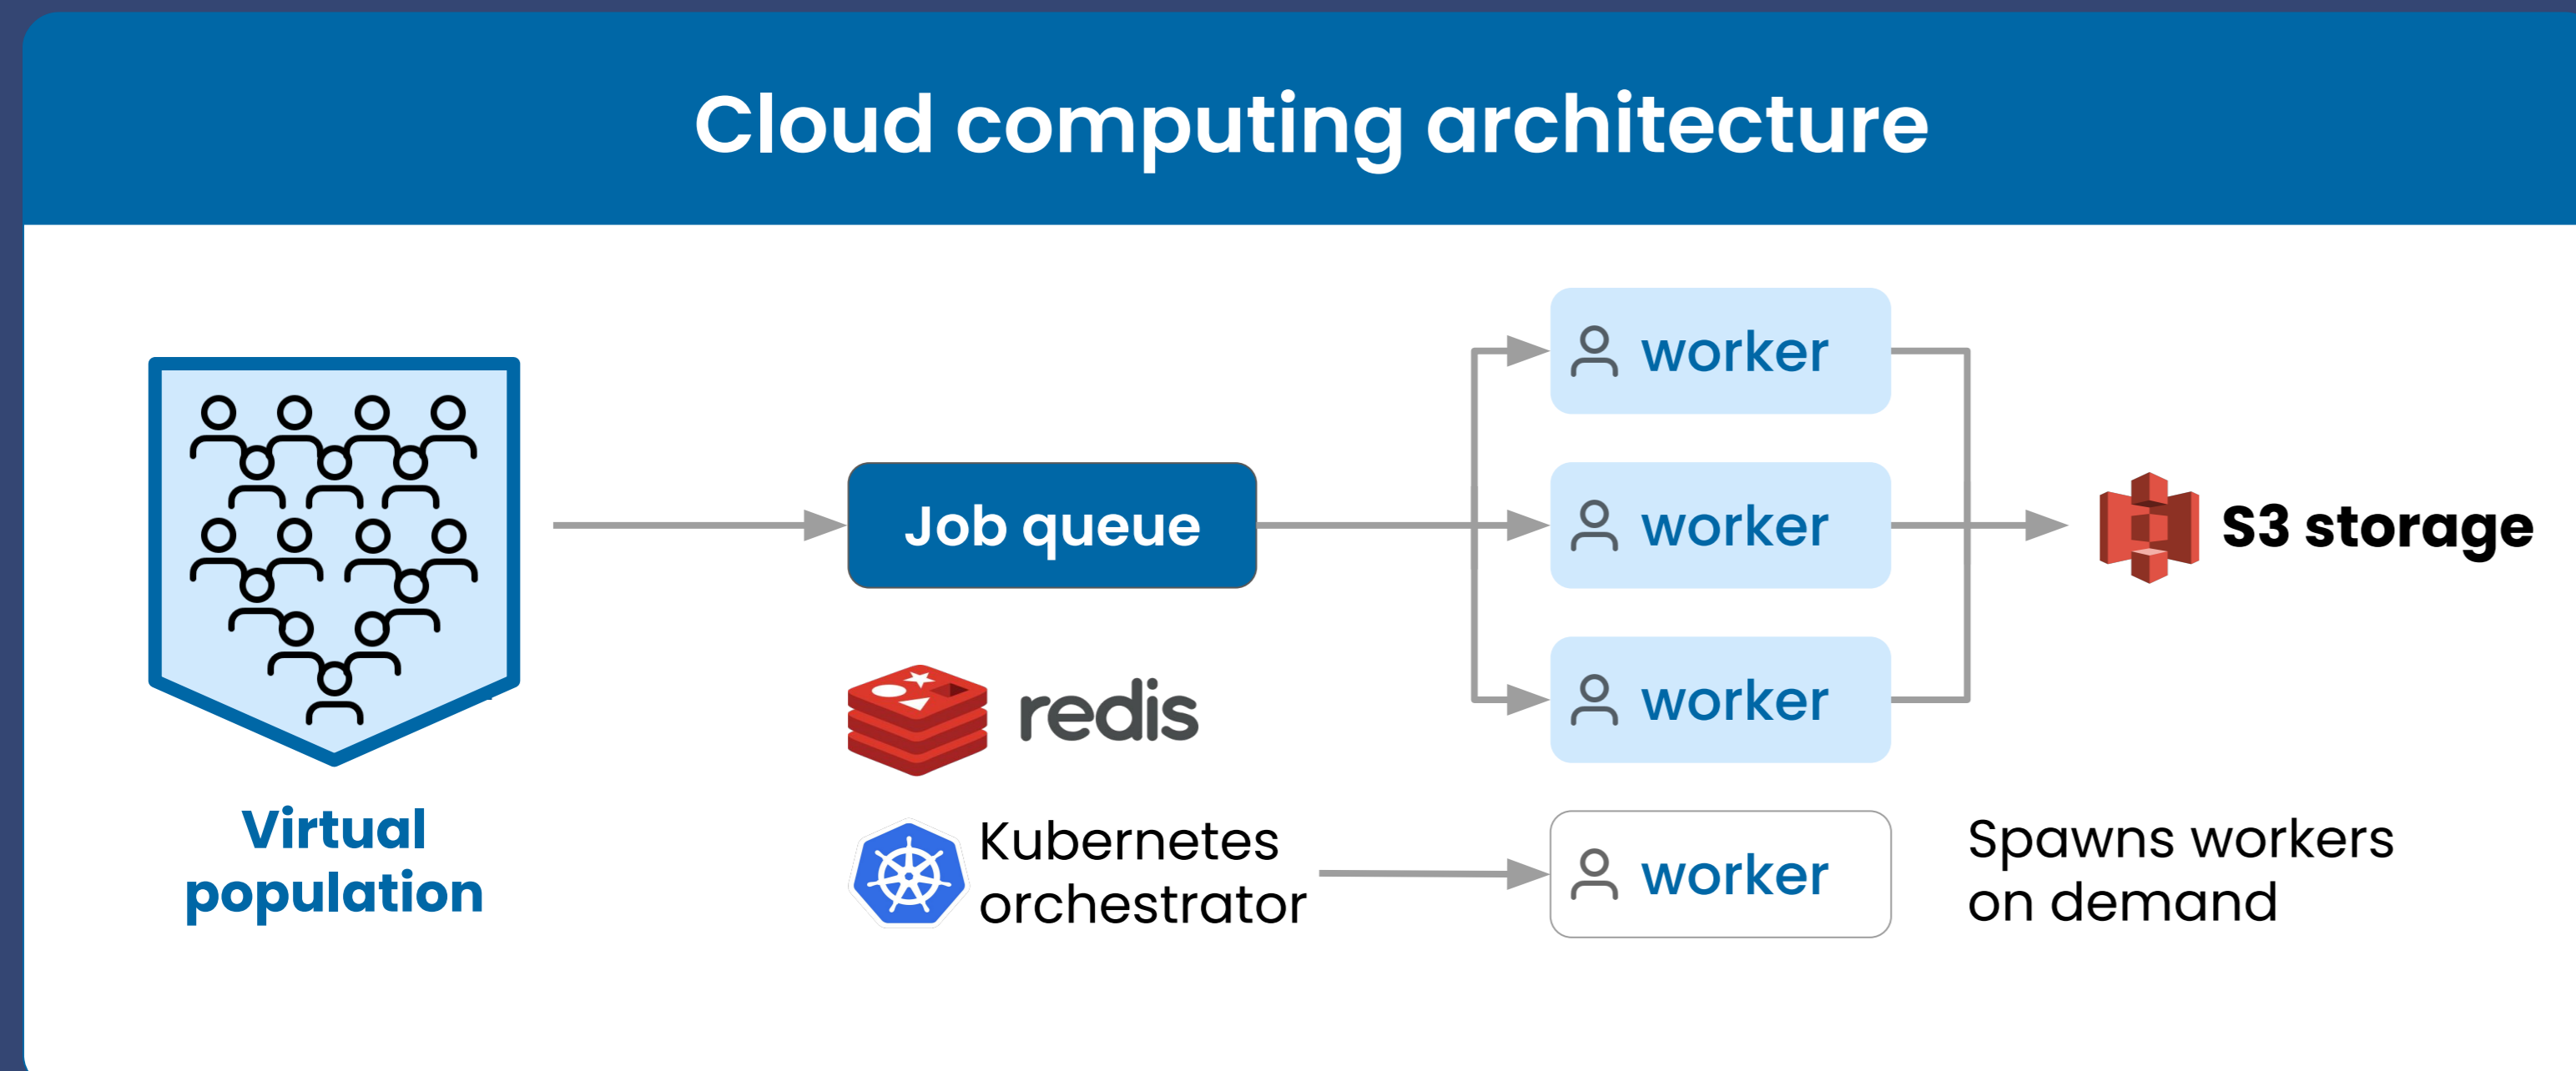 Cloud computing architecture
Virtual
population
Job queue
redis
Kubernetes
orchestrator
worker
worker
worker
worker
S3 storage
Spawns workers
on demand